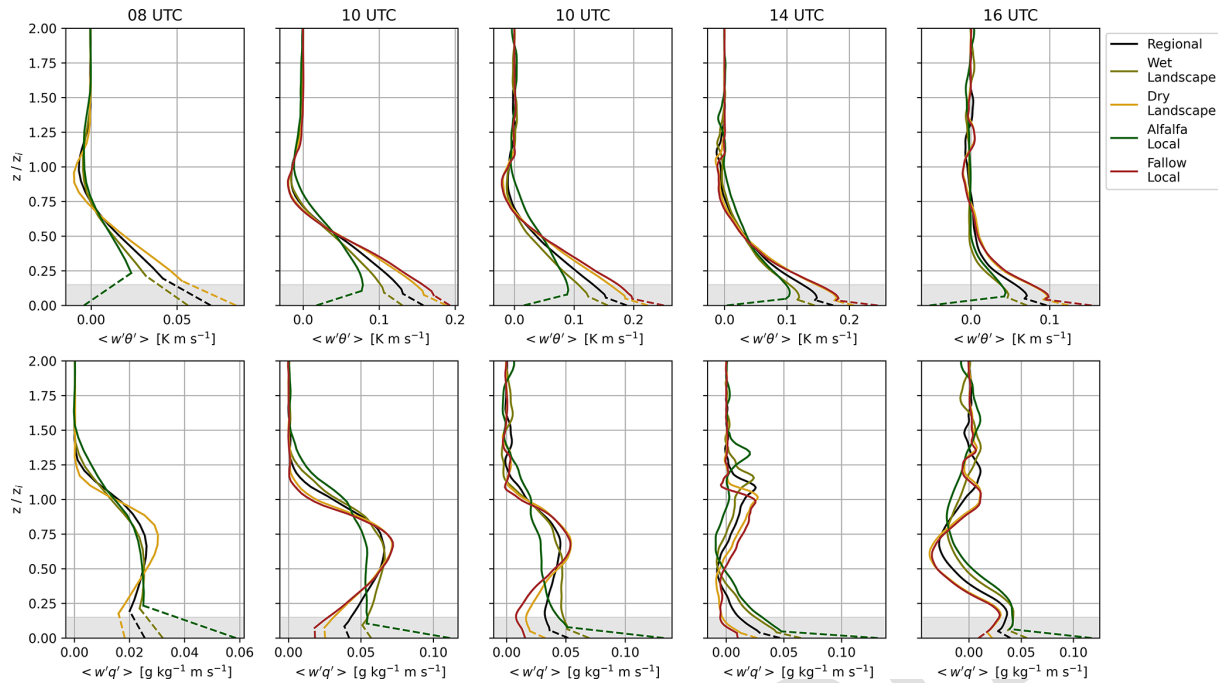 08 UTC 10 UTC 10 UTC 14 UTC 16 UTC
2.00
1.75
1.50
1.25
1.00
0.75
0.50
0.25
0.00
z / zi
0.00 0.05
0.0 0.1 0.2
0.0 0.1 0.2
0.0 0.1 0.2
0.0 0.1
< w′θ′ > [K m s⁻¹] < w′θ′ > [K m s⁻¹] < w′θ′ > [K m s⁻¹] < w′θ′ > [K m s⁻¹] < w′θ′ > [K m s⁻¹]
Regional
Wet
Landscape
Dry
Landscape
Alfalfa
Local
Fallow
Local
2.00
1.75
1.50
1.25
1.00
0.75
0.50
0.25
0.00
z / zi
0.00 0.02 0.04 0.06
0.00 0.05 0.10
0.00 0.05 0.10
0.00 0.05 0.10
0.00 0.05 0.10
< w′q′ > [g kg⁻¹ m s⁻¹] < w′q′ > [g kg⁻¹ m s⁻¹] < w′q′ > [g kg⁻¹ m s⁻¹] < w′q′ > [g kg⁻¹ m s⁻¹] < w′q′ > [g kg⁻¹ m s⁻¹]